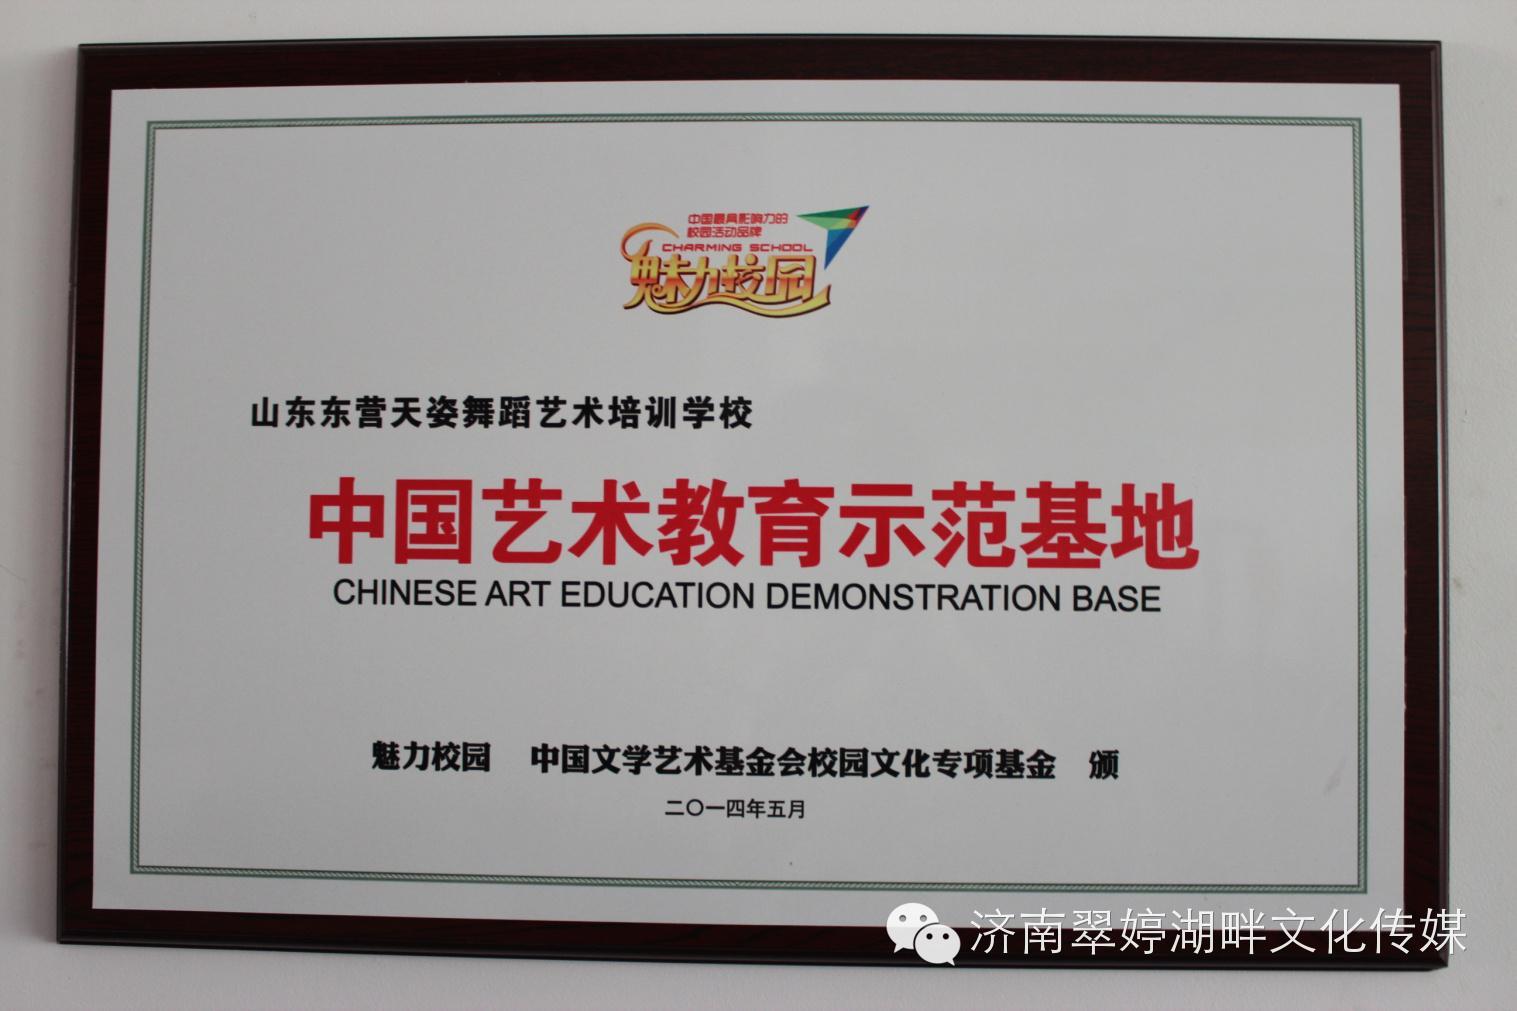 中国最具影响力的
校园活动品牌
CHARMING SCHOOL
魅力校园
山东东营天姿舞蹈艺术培训学校
中国艺术教育示范基地
CHINESE ART EDUCATION DEMONSTRATION BASE
魅力校园 中国文学艺术基金会校园文化专项基金 颁
二〇一四年五月
济南翠婷湖畔文化传媒